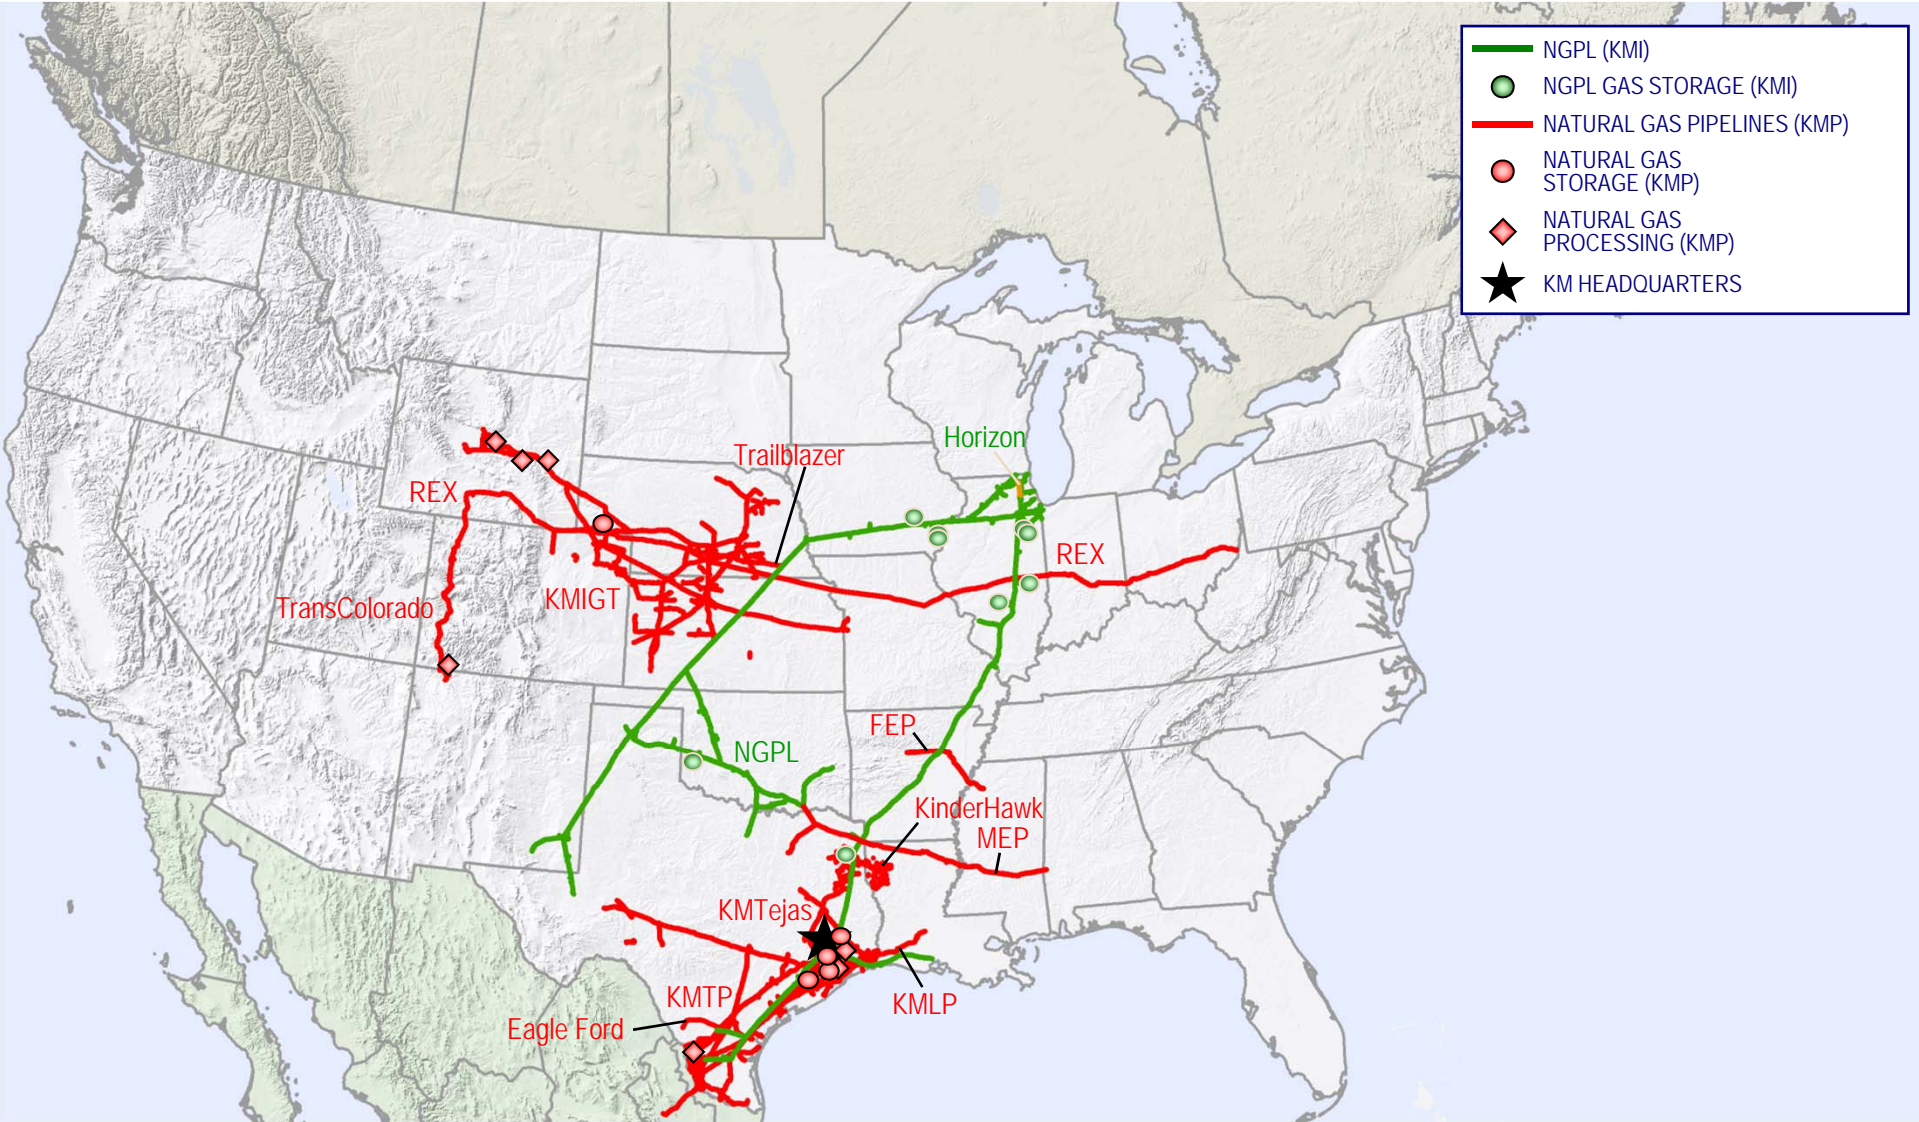 NGPL (KMI)
NGPL GAS STORAGE (KMI)
NATURAL GAS PIPELINES (KMP)
NATURAL GAS
STORAGE (KMP)
NATURAL GAS
PROCESSING (KMP)
KM HEADQUARTERS
Horizon
Trailblazer
REX
REX
KMIGT
TransColorado
FEP
NGPL
KinderHawk
MEP
KMTejas
KMTP
KMLP
Eagle Ford